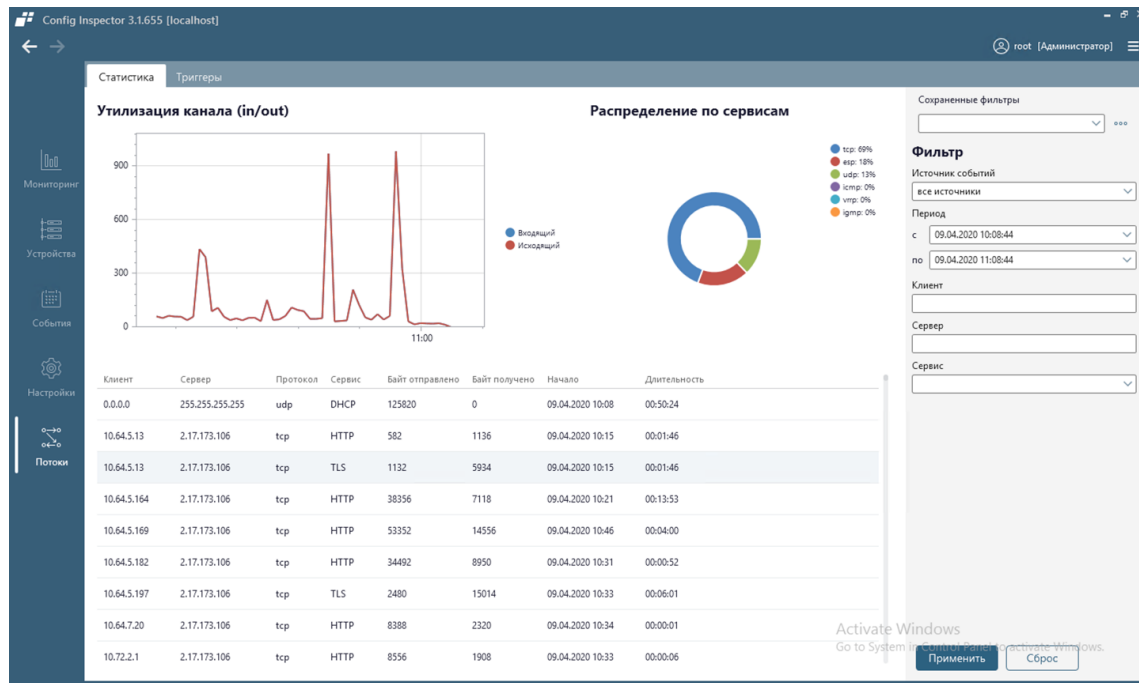 Config Inspector 3.1.655 [localhost]
root [Администратор]
Статистика Триггеры
Мониторинг
Устройства
События
Настройки
Потоки
Утилизация канала (in/out)
900
600
300
0
11:00
Входящий
Исходящий
Распределение по сервисам
tcp: 69%
esp: 18%
udp: 13%
icmp: 0%
vrrp: 0%
igmp: 0%
Клиент Сервер Протокол Сервис Байт отправлено Байт получено Начало Длительность
0.0.0.0 255.255.255.255 udp DHCP 125820 0 09.04.2020 10:08 00:50:24
10.64.5.13 2.17.173.106 tcp HTTP 582 1136 09.04.2020 10:15 00:01:46
10.64.5.13 2.17.173.106 tcp TLS 1132 5934 09.04.2020 10:15 00:01:46
10.64.5.164 2.17.173.106 tcp HTTP 38356 7118 09.04.2020 10:21 00:13:53
10.64.5.169 2.17.173.106 tcp HTTP 53352 14556 09.04.2020 10:46 00:04:00
10.64.5.182 2.17.173.106 tcp HTTP 34492 8950 09.04.2020 10:31 00:00:52
10.64.5.197 2.17.173.106 tcp TLS 2480 15014 09.04.2020 10:33 00:06:01
10.64.7.20 2.17.173.106 tcp HTTP 8388 2320 09.04.2020 10:34 00:00:01
10.72.2.1 2.17.173.106 tcp HTTP 8556 1908 09.04.2020 10:33 00:00:06
Сохраненные фильтры
Фильтр
Источник событий
все источники
Период
с 09.04.2020 10:08:44
по 09.04.2020 11:08:44
Клиент
Сервер
Сервис
Activate Windows
Go to System in Control Panel to activate Windows.
Применить Сброс